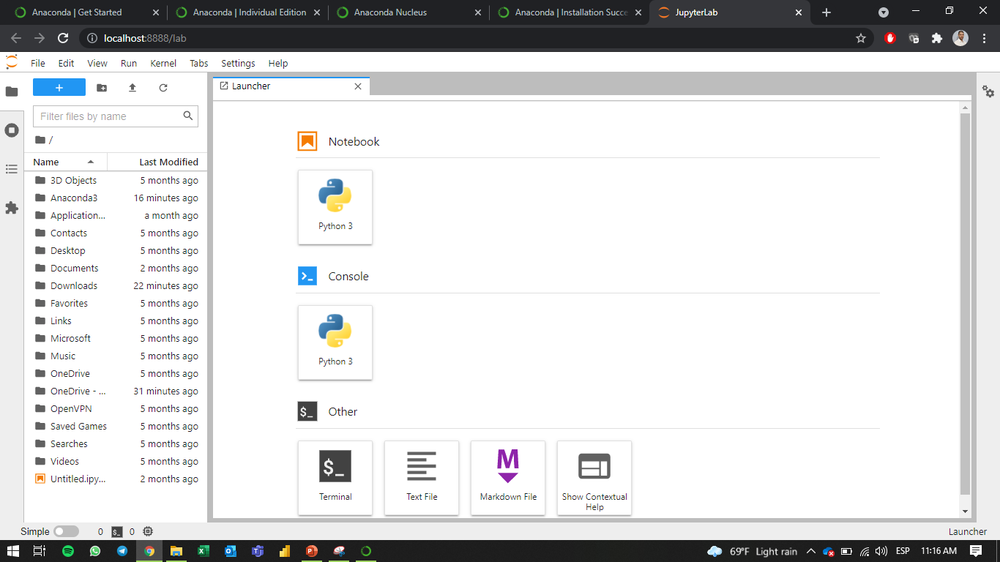 Anaconda | Get Started
Anaconda | Individual Edition
Anaconda Nucleus
Anaconda | Installation Succe
JupyterLab
localhost:8888/lab
File Edit View Run Kernel Tabs Settings Help
+
Launcher
Filter files by name
/
Name Last Modified
3D Objects 5 months ago
Anaconda3 16 minutes ago
Application... a month ago
Contacts 5 months ago
Desktop 5 months ago
Documents 2 months ago
Downloads 22 minutes ago
Favorites 5 months ago
Links 5 months ago
Microsoft 5 months ago
Music 5 months ago
OneDrive 5 months ago
OneDrive - ... 31 minutes ago
OpenVPN 5 months ago
Saved Games 5 months ago
Searches 5 months ago
Videos 5 months ago
Untitled.ipy... 2 months ago
Notebook
Python 3
Console
Python 3
$_ Other
$_
Terminal
Text File
M
Markdown File
Show Contextual
Help
Simple 0 $_ 0
Launcher
69°F Light rain ESP 11:16 AM